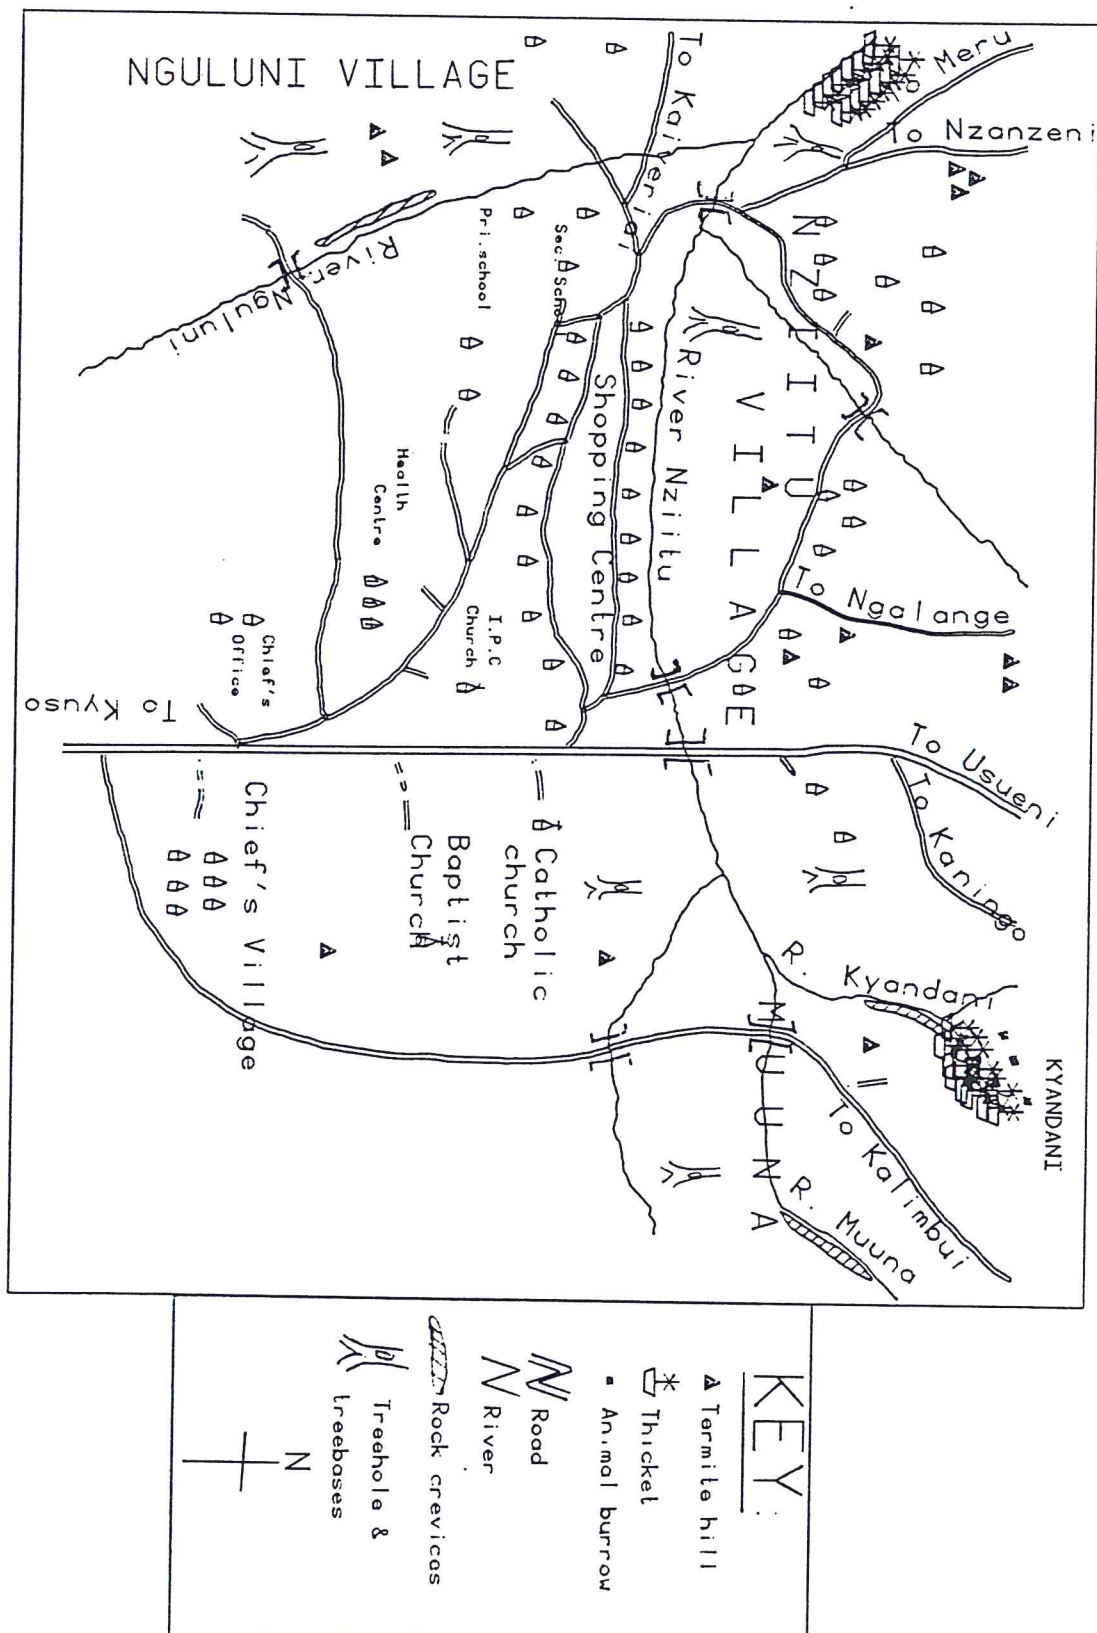 NGULUNI VILLAGE
To Kaivirici
To Meru
To Nzanzeni
River Nguluni
Pri. school
Sec. School
NZIITU
VILLAGE
River Nziitu
Shopping Centre
Health
Centre
I.P.C
Church
Chief's
Office
To Kyuso
To Ngalange
To Usueni
To Kaningo
Chief's Village
Baptist
Church
Catholic
church
R. Kyandani
KYANDANI
MUUNA
R. Muuna
To Kalimbui
KEY:
Termite hill
Thicket
Animal burrow
Road
River
Rock crevices
Treehole &
treebases
N